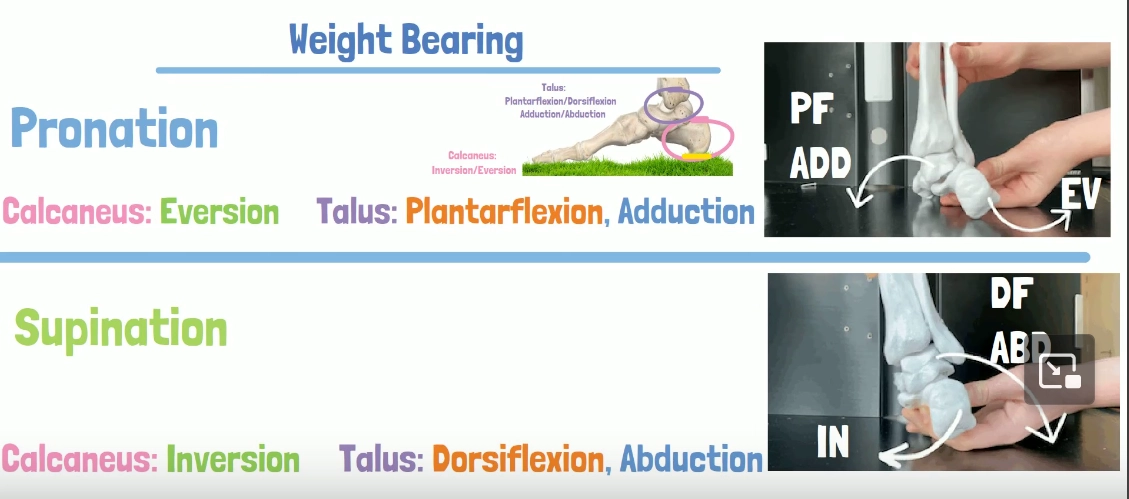 Weight Bearing
Pronation
Talus:
Plantarflexion/Dorsiflexion
Adduction/Abduction
Calcaneus:
Inversion/Eversion
Calcaneus: Eversion
Talus: Plantarflexion, Adduction
PF
ADD
EV
Supination
Calcaneus: Inversion
Talus: Dorsiflexion, Abduction
DF
ABD
IN